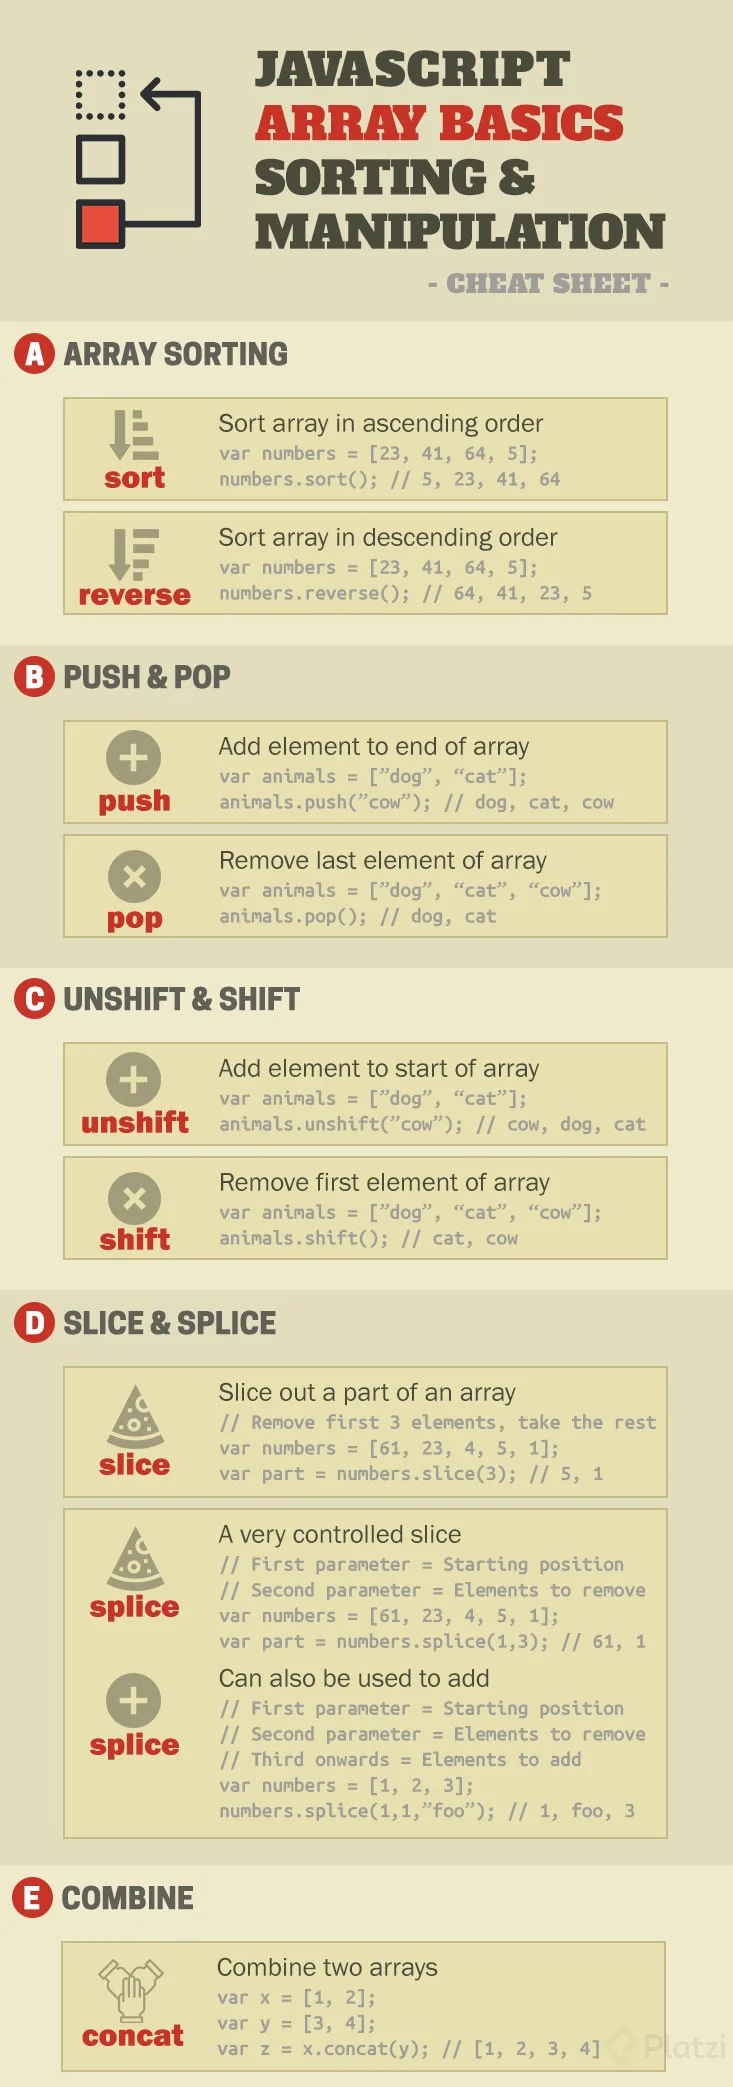 JAVASCRIPT
ARRAY BASICS
SORTING &
MANIPULATION
- CHEAT SHEET -
A ARRAY SORTING
sort
Sort array in ascending order
var numbers = [23, 41, 64, 5];
numbers.sort(); // 5, 23, 41, 64
reverse
Sort array in descending order
var numbers = [23, 41, 64, 5];
numbers.reverse(); // 64, 41, 23, 5
B PUSH & POP
push
Add element to end of array
var animals = [”dog”, “cat”];
animals.push(”cow”); // dog, cat, cow
pop
Remove last element of array
var animals = [”dog”, “cat”, “cow”];
animals.pop(); // dog, cat
C UNSHIFT & SHIFT
unshift
Add element to start of array
var animals = [”dog”, “cat”];
animals.unshift(”cow”); // cow, dog, cat
shift
Remove first element of array
var animals = [”dog”, “cat”, “cow”];
animals.shift(); // cat, cow
D SLICE & SPLICE
slice
Slice out a part of an array
// Remove first 3 elements, take the rest
var numbers = [61, 23, 4, 5, 1];
var part = numbers.slice(3); // 5, 1
splice
A very controlled slice
// First parameter = Starting position
// Second parameter = Elements to remove
var numbers = [61, 23, 4, 5, 1];
var part = numbers.splice(1,3); // 61, 1
splice
Can also be used to add
// First parameter = Starting position
// Second parameter = Elements to remove
// Third onwards = Elements to add
var numbers = [1, 2, 3];
numbers.splice(1,1,”foo”); // 1, foo, 3
E COMBINE
concat
Combine two arrays
var x = [1, 2];
var y = [3, 4];
var z = x.concat(y); // [1, 2, 3, 4]
Platzi